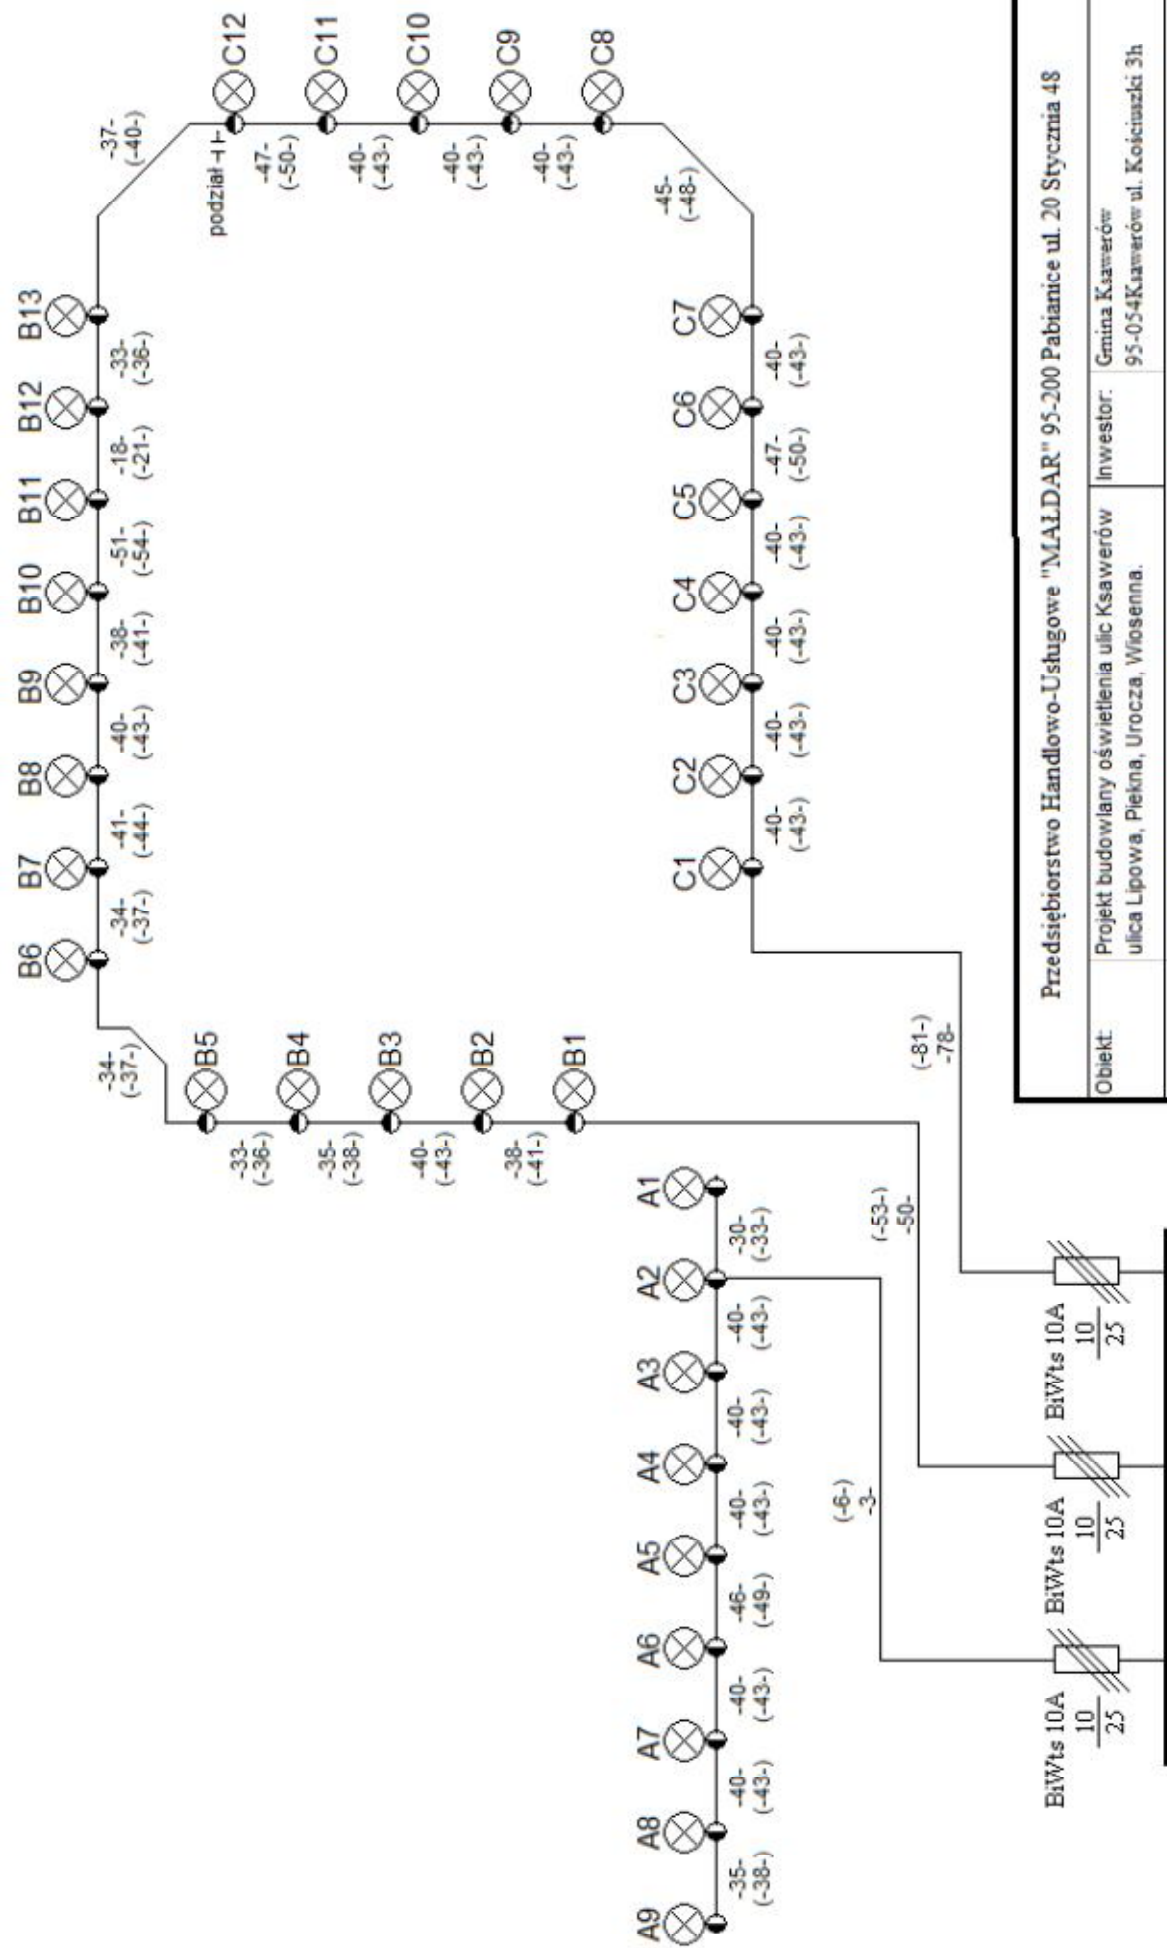 B6
B7
B8
B9
B10
B11
B12
B13
-34-
(-37-)
-34-
(-37-)
-41-
(-44-)
-40-
(-43-)
-38-
(-41-)
-51-
(-54-)
-18-
(-21-)
-33-
(-36-)
-37-
(-40-)
B5
B4
B3
B2
B1
-33-
(-36-)
-35-
(-38-)
-40-
(-43-)
-38-
(-41-)
podział
C12
C11
C10
C9
C8
-47-
(-50-)
-40-
(-43-)
-40-
(-43-)
-40-
(-43-)
-45-
(-48-)
A9
A8
A7
A6
A5
A4
A3
A2
A1
-35-
(-38-)
-40-
(-43-)
-40-
(-43-)
-46-
(-49-)
-40-
(-43-)
-40-
(-43-)
-40-
(-43-)
-30-
(-33-)
C1
C2
C3
C4
C5
C6
C7
-40-
(-43-)
-40-
(-43-)
-40-
(-43-)
-40-
(-43-)
-47-
(-50-)
-40-
(-43-)
(-6-)
-3-
(-53-)
-50-
(-81-)
-78-
BiWts 10A
10
25
BiWts 10A
10
25
BiWts 10A
10
25
Przedsiębiorstwo Handlowo-Usługowe "MALDAR" 95-200 Pabianice ul. 20 Stycznia 48
Obiekt:
Projekt budowlany oświetlenia ulic Ksawerów
ulica Lipowa, Piekna, Urocza, Wiosenna.
Inwestor:
Gmina Ksawerów
95-054Ksawerów ul. Kościuszki 3h